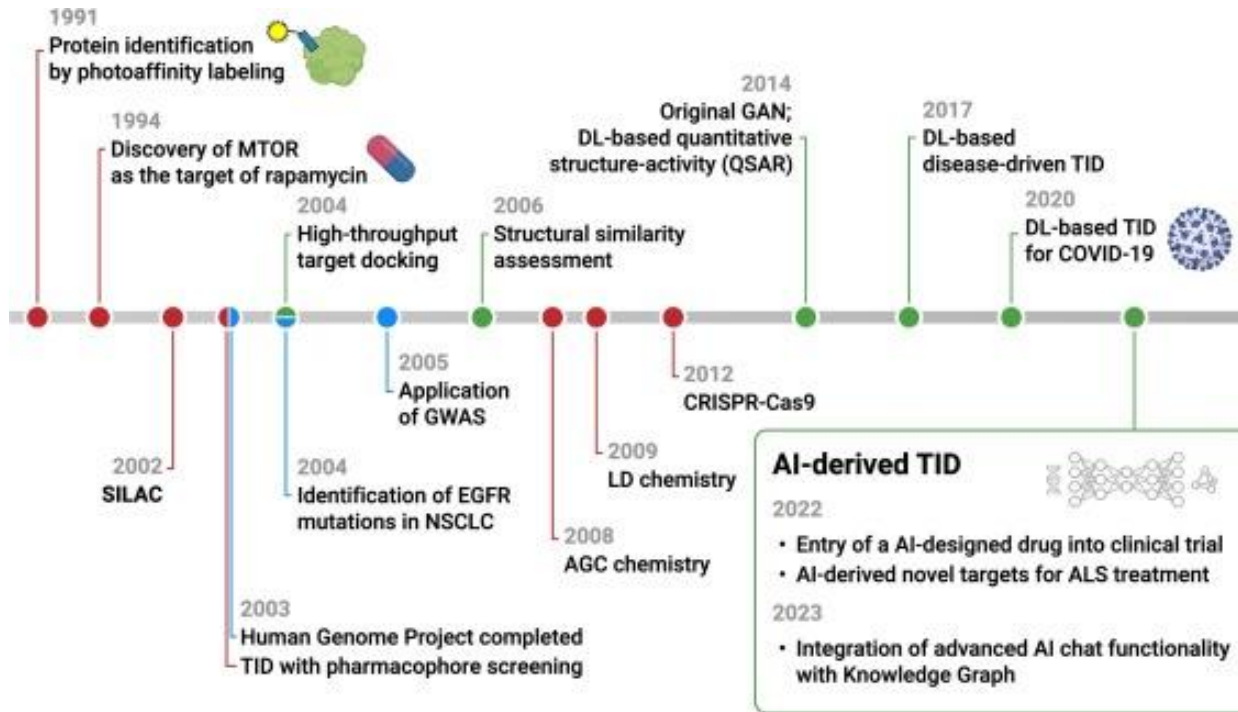 1991
Protein identification
by photoaffinity labeling
1994
Discovery of MTOR
as the target of rapamycin
2004
High-throughput
target docking
2006
Structural similarity
assessment
2014
Original GAN;
DL-based quantitative
structure-activity (QSAR)
2017
DL-based
disease-driven TID
2020
DL-based TID
for COVID-19
2002
SILAC
2003
Human Genome Project completed
TID with pharmacophore screening
2004
Identification of EGFR
mutations in NSCLC
2005
Application
of GWAS
2008
AGC chemistry
2009
LD chemistry
2012
CRISPR-Cas9
AI-derived TID
2022
• Entry of a AI-designed drug into clinical trial
• AI-derived novel targets for ALS treatment
2023
• Integration of advanced AI chat functionality
with Knowledge Graph